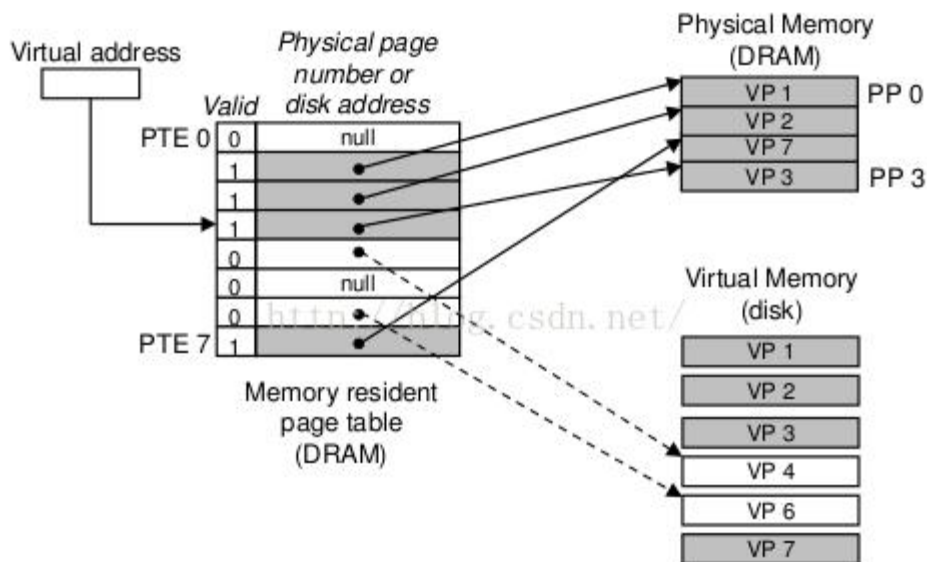 Virtual address
Physical page
number or
disk address
Valid
PTE 0
0
null
1
1
1
0
0
null
0
PTE 7
1
Memory resident
page table
(DRAM)
Physical Memory
(DRAM)
VP 1
PP 0
VP 2
VP 7
VP 3
PP 3
Virtual Memory
(disk)
VP 1
VP 2
VP 3
VP 4
VP 6
VP 7
http://blog.csdn.net/